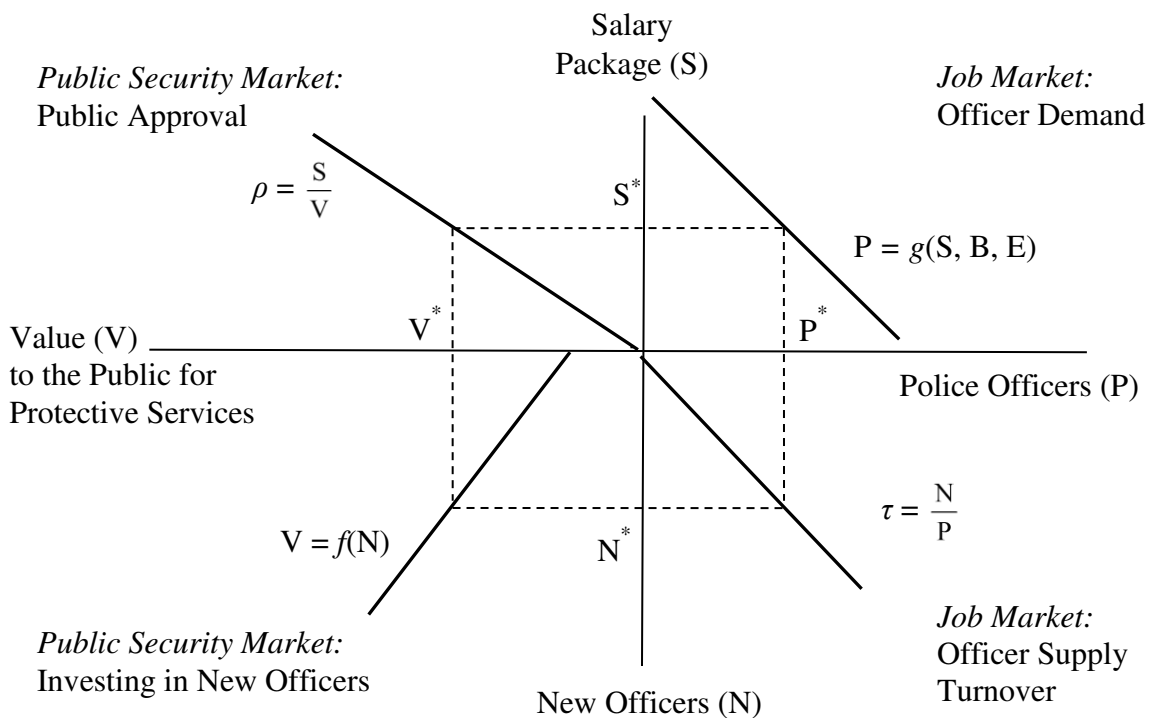 Salary
Package (S)
Public Security Market:
Public Approval
Job Market:
Officer Demand
ρ = S/V
S*
P = g(S, B, E)
V*
P*
Value (V)
to the Public for
Protective Services
Police Officers (P)
τ = N/P
V = f(N)
N*
Public Security Market:
Investing in New Officers
Job Market:
Officer Supply
Turnover
New Officers (N)